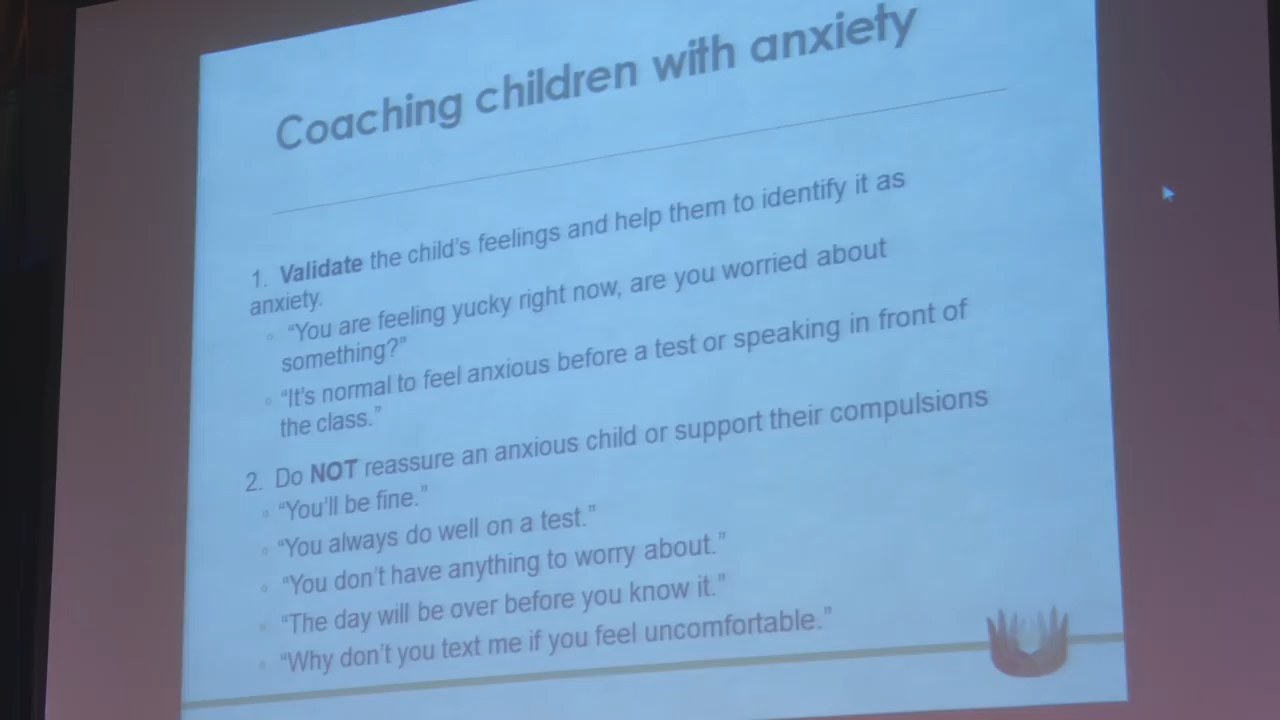 Coaching children with anxiety
1. Validate the child's feelings and help them to identify it as
anxiety.
"You are feeling yucky right now, are you worried about
something?"
"It's normal to feel anxious before a test or speaking in front of
the class."
2. Do NOT reassure an anxious child or support their compulsions
"You'll be fine."
"You always do well on a test."
"You don't have anything to worry about."
"The day will be over before you know it."
"Why don't you text me if you feel uncomfortable."